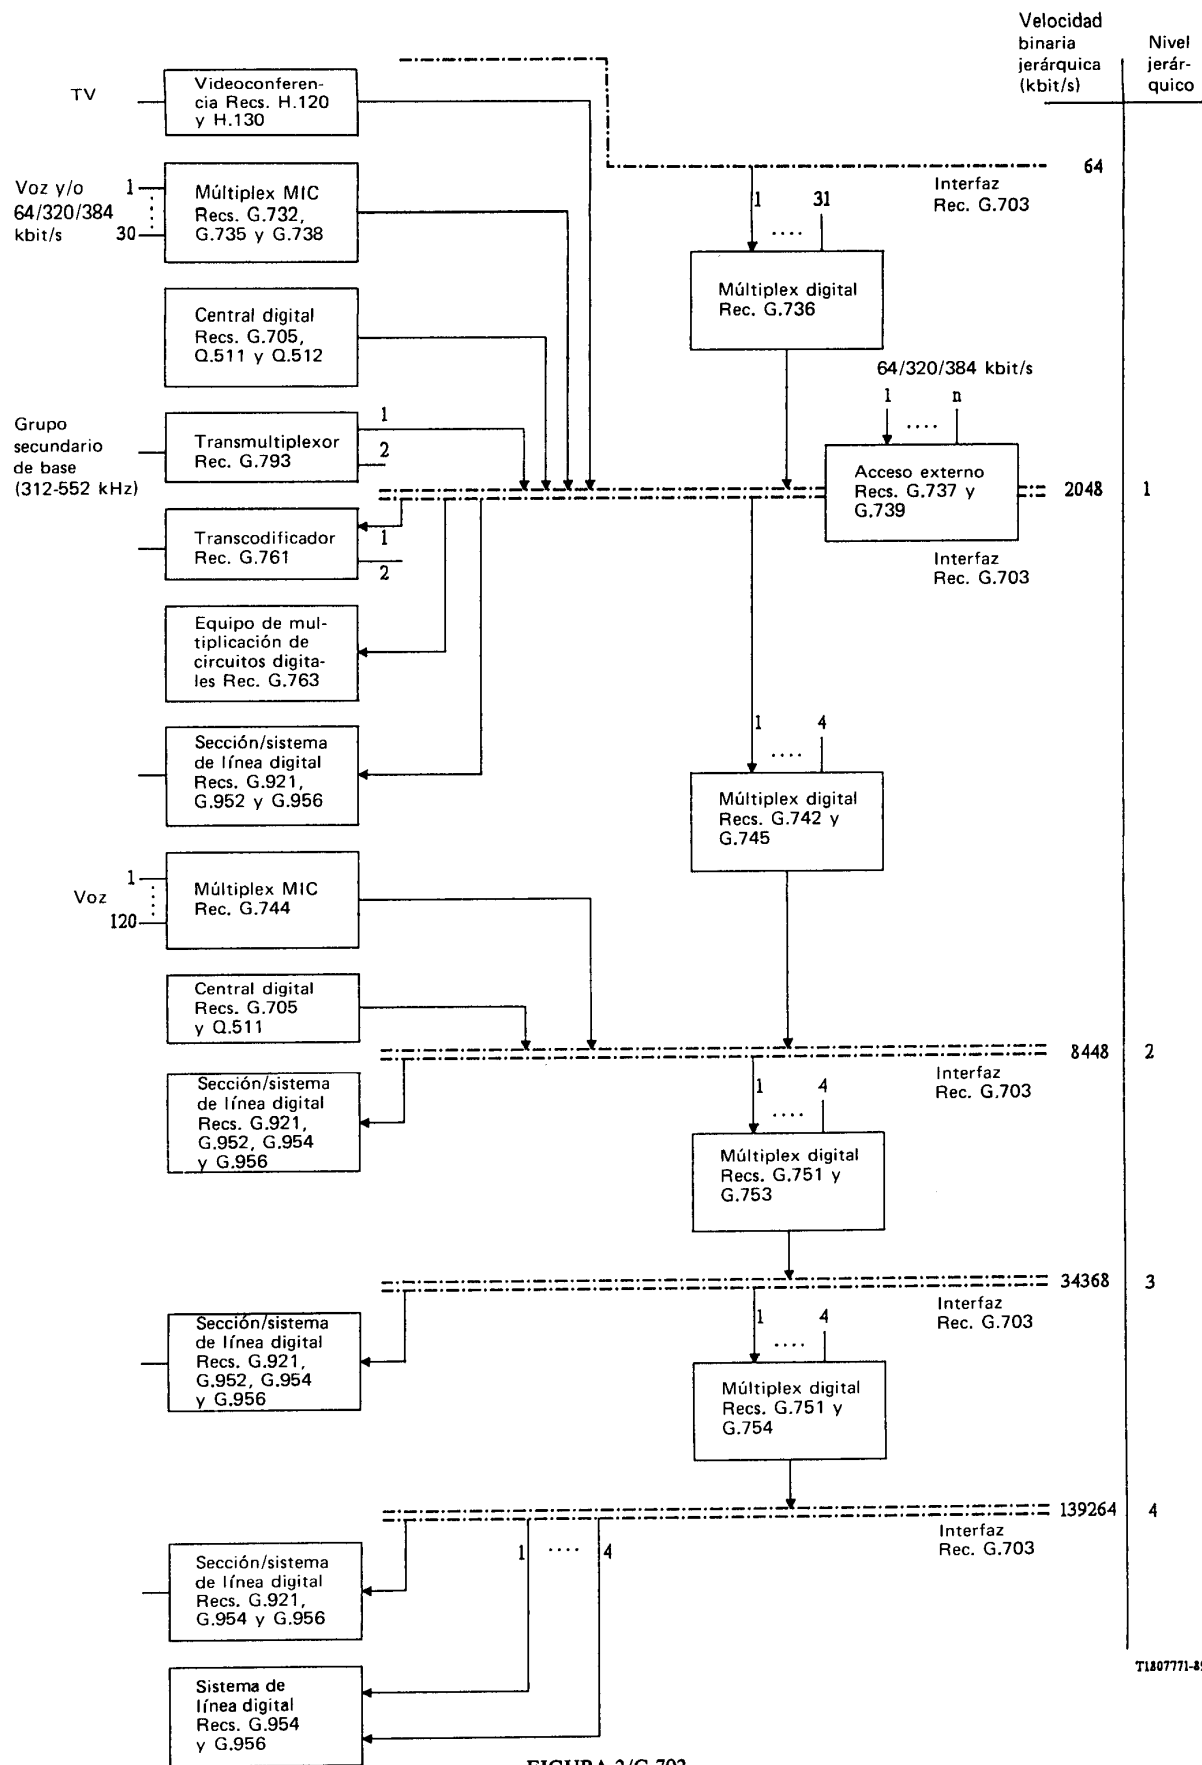 Velocidad
binaria
jerárquica
(kbit/s)
Nivel
jerár-
quico
TV
Videoconferen-
cia Recs. H.120
y H.130
64
Interfaz
Rec. G.703
Voz y/o
64/320/384
kbit/s
1
30
Múltiplex MIC
Recs. G.732,
G.735 y G.738
1 .... 31
Múltiplex digital
Rec. G.736
Central digital
Recs. G.705,
Q.511 y Q.512
64/320/384 kbit/s
1 .... n
Grupo
secundario
de base
(312-552 kHz)
Transmultiplexor
Rec. G.793
1
2
Acceso externo
Recs. G.737 y
G.739
2048 1
Interfaz
Rec. G.703
Transcodificador
Rec. G.761
1
2
Equipo de mul-
tiplicación de
circuitos digita-
les Rec. G.763
Sección/sistema
de línea digital
Recs. G.921,
G.952 y G.956
1 .... 4
Múltiplex digital
Recs. G.742 y
G.745
Voz
1
120
Múltiplex MIC
Rec. G.744
Central digital
Recs. G.705
y Q.511
8448 2
Interfaz
Rec. G.703
Sección/sistema
de línea digital
Recs. G.921,
G.952, G.954
y G.956
1 .... 4
Múltiplex digital
Recs. G.751 y
G.753
34368 3
Interfaz
Rec. G.703
Sección/sistema
de línea digital
Recs. G.921,
G.952, G.954
y G.956
1 .... 4
Múltiplex digital
Recs. G.751 y
G.754
139264 4
Interfaz
Rec. G.703
1 .... 4
Sección/sistema
de línea digital
Recs. G.921,
G.954 y G.956
Sistema de
línea digital
Recs. G.954
y G.956
T1807771-89